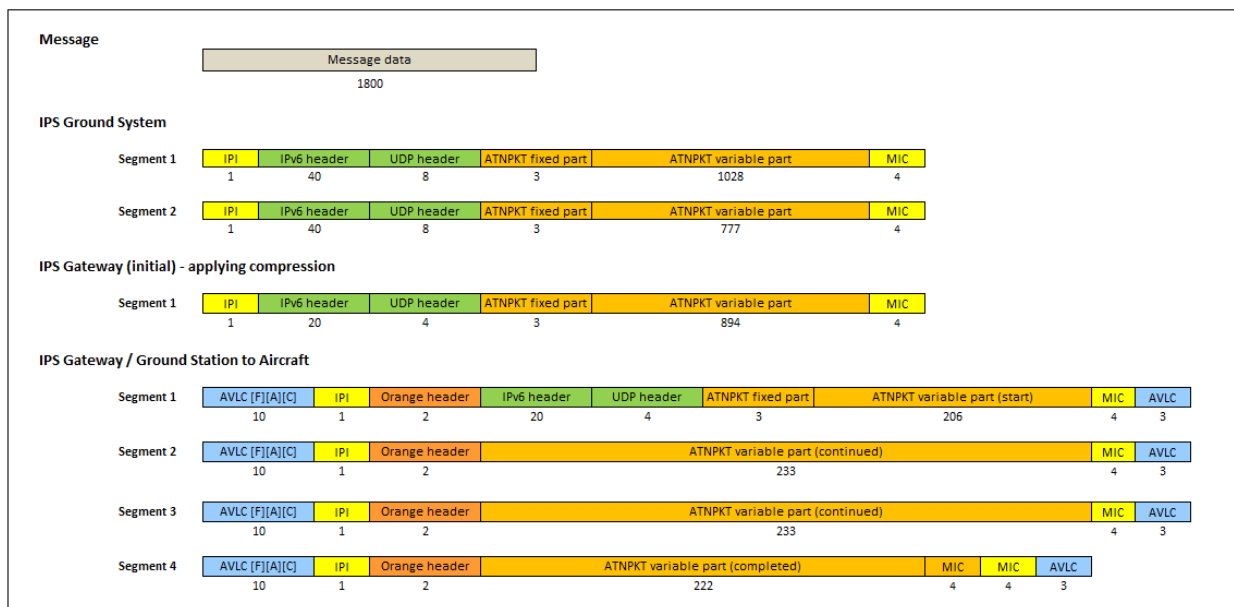 Message
Message data
1800
IPS Ground System
Segment 1 IPI IPv6 header UDP header ATNPKT fixed part ATNPKT variable part MIC
1 40 8 3 1028 4
Segment 2 IPI IPv6 header UDP header ATNPKT fixed part ATNPKT variable part MIC
1 40 8 3 777 4
IPS Gateway (initial) - applying compression
Segment 1 IPI IPv6 header UDP header ATNPKT fixed part ATNPKT variable part MIC
1 20 4 3 894 4
IPS Gateway / Ground Station to Aircraft
Segment 1 AVLC [F][A][C] IPI Orange header IPv6 header UDP header ATNPKT fixed part ATNPKT variable part (start) MIC AVLC
10 1 2 20 4 3 206 4 3
Segment 2 AVLC [F][A][C] IPI Orange header ATNPKT variable part (continued) MIC AVLC
10 1 2 233 4 3
Segment 3 AVLC [F][A][C] IPI Orange header ATNPKT variable part (continued) MIC AVLC
10 1 2 233 4 3
Segment 4 AVLC [F][A][C] IPI Orange header ATNPKT variable part (completed) MIC MIC AVLC
10 1 2 222 4 4 3